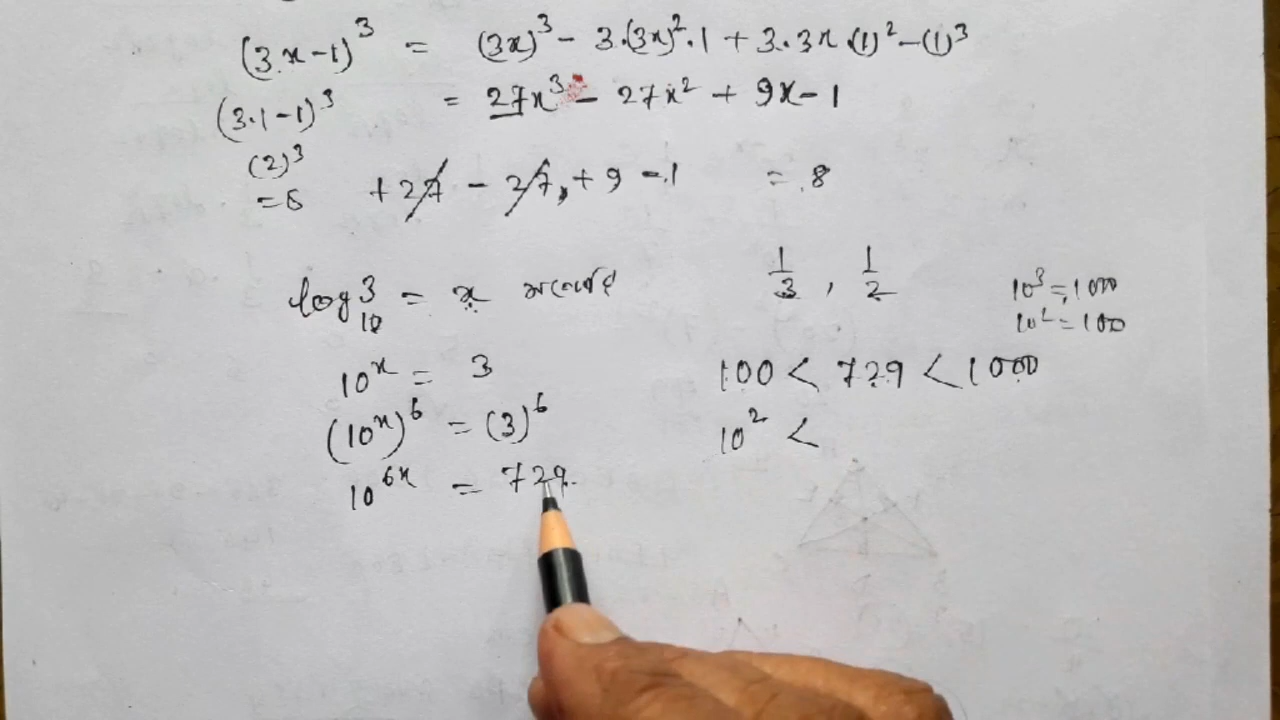 (3x-1)³ = (3x)³ - 3·(3x)²·1 + 3·3x·(1)² - (1)³
(3·1-1)³ = 27x³ - 27x² + 9x - 1
(2)³
=8 +27 - 27, + 9 - 1 = 8
log₁₀3 = x
1/3, 1/2
10³ = 1000
10² = 100
10ˣ = 3
(10ˣ)⁶ = (3)⁶
10⁶ˣ = 729
100 < 729 < 1000
10² <